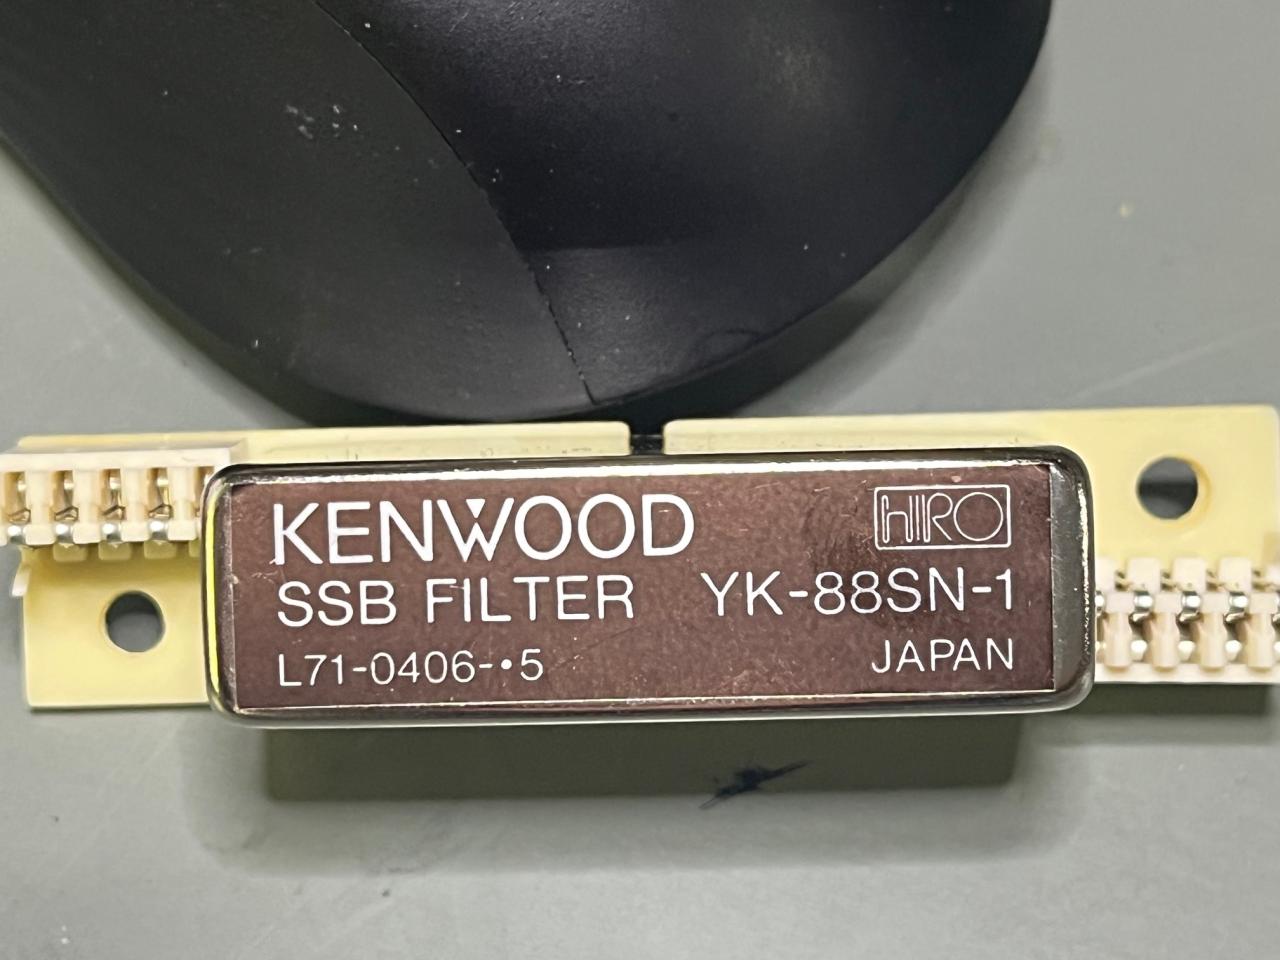 KENWOOD
HIRO
SSB FILTER YK-88SN-1
L71-0406-•5
JAPAN